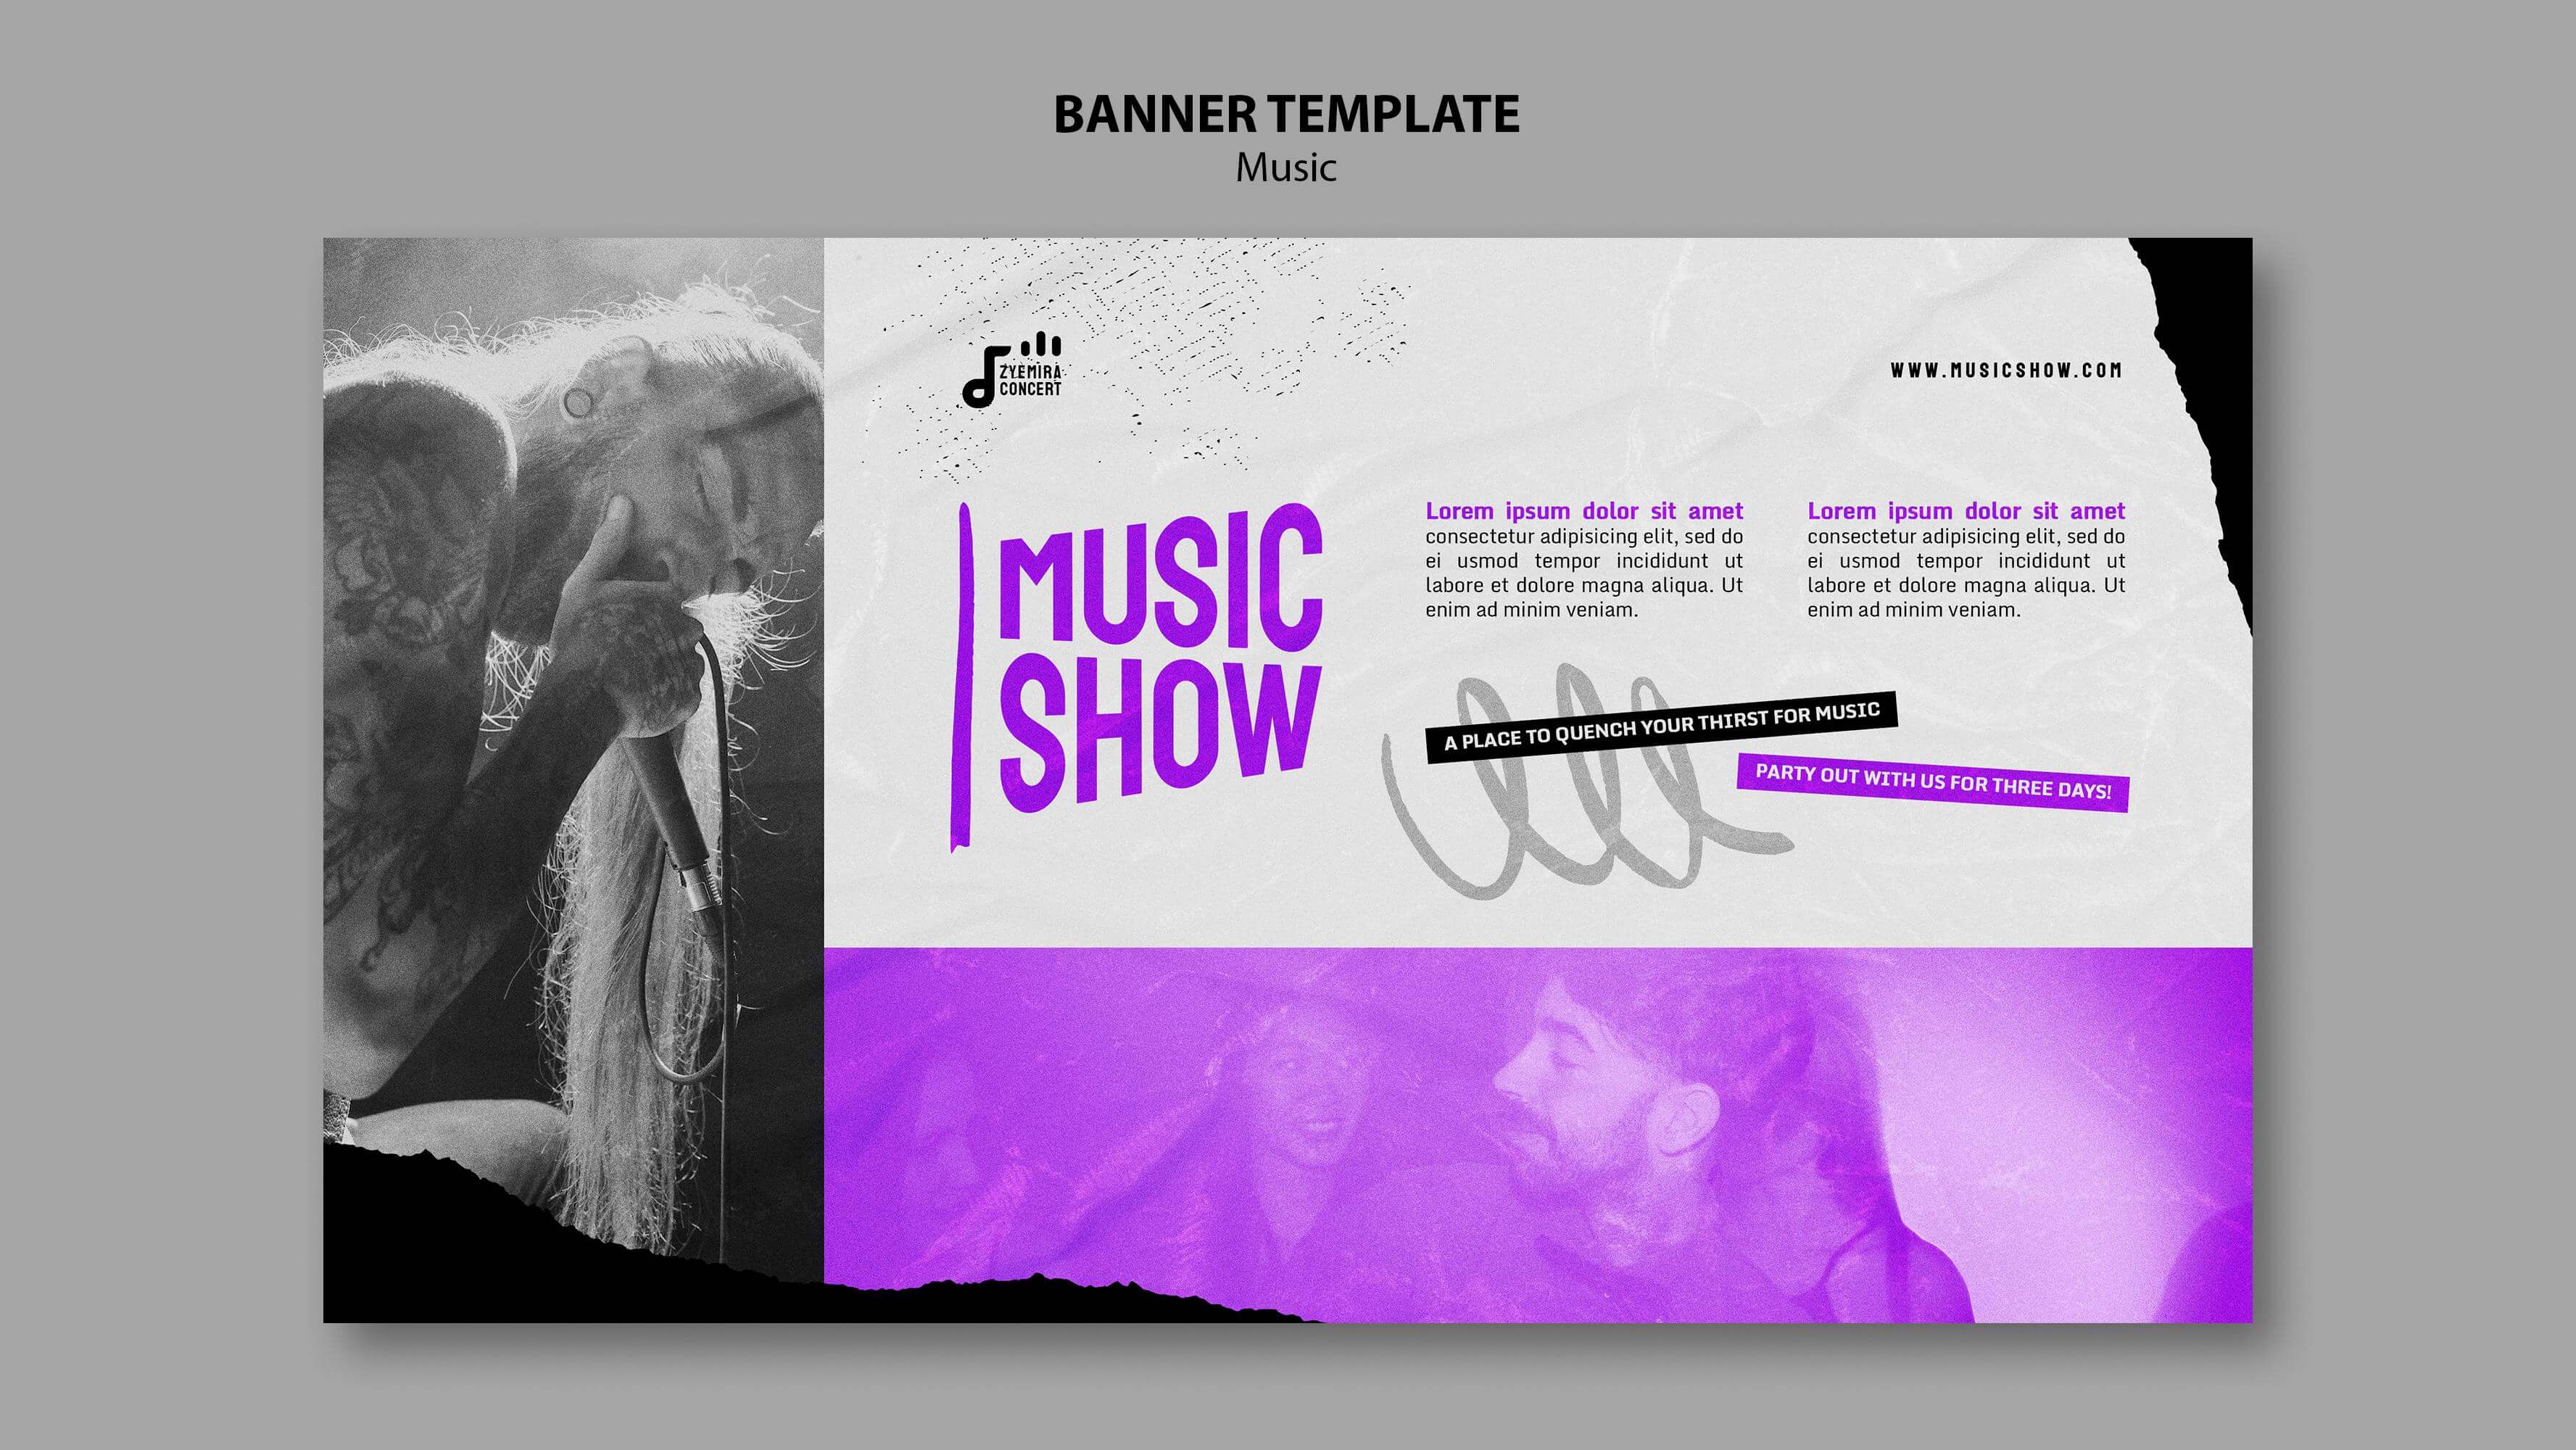 BANNER TEMPLATE
Music
ZYEMIRA
CONCERT
WWW.MUSICSHOW.COM
MUSIC
SHOW
Lorem ipsum dolor sit amet
consectetur adipisicing elit, sed do
ei usmod tempor incididunt ut
labore et dolore magna aliqua. Ut
enim ad minim veniam.
Lorem ipsum dolor sit amet
consectetur adipisicing elit, sed do
ei usmod tempor incididunt ut
labore et dolore magna aliqua. Ut
enim ad minim veniam.
A PLACE TO QUENCH YOUR THIRST FOR MUSIC
PARTY OUT WITH US FOR THREE DAYS!